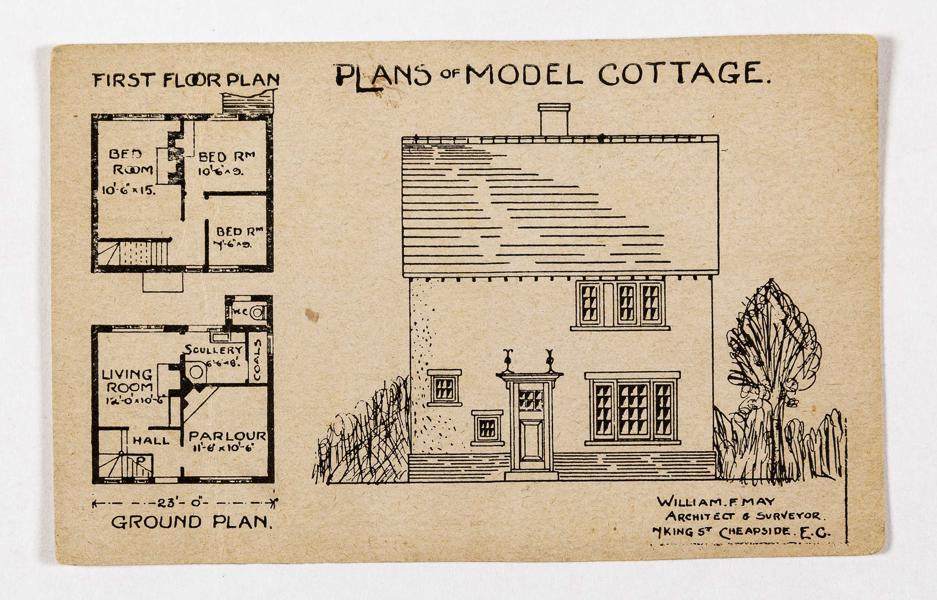 PLANS OF MODEL COTTAGE.
FIRST FLOOR PLAN
BED
ROOM
10'-6" x 15.
BED RM
10'-6" x 9.
BED RM
7'-6" x 9.
W.C
SCULLERY
6'-6" x 8'.
COALS
LIVING
ROOM
12'-0" x 10'-6"
HALL
PARLOUR
11'-6" x 10'-6"
23'-0"
GROUND PLAN.
WILLIAM. F. MAY
ARCHITECT & SURVEYOR.
7 KING ST CHEAPSIDE. E.C.